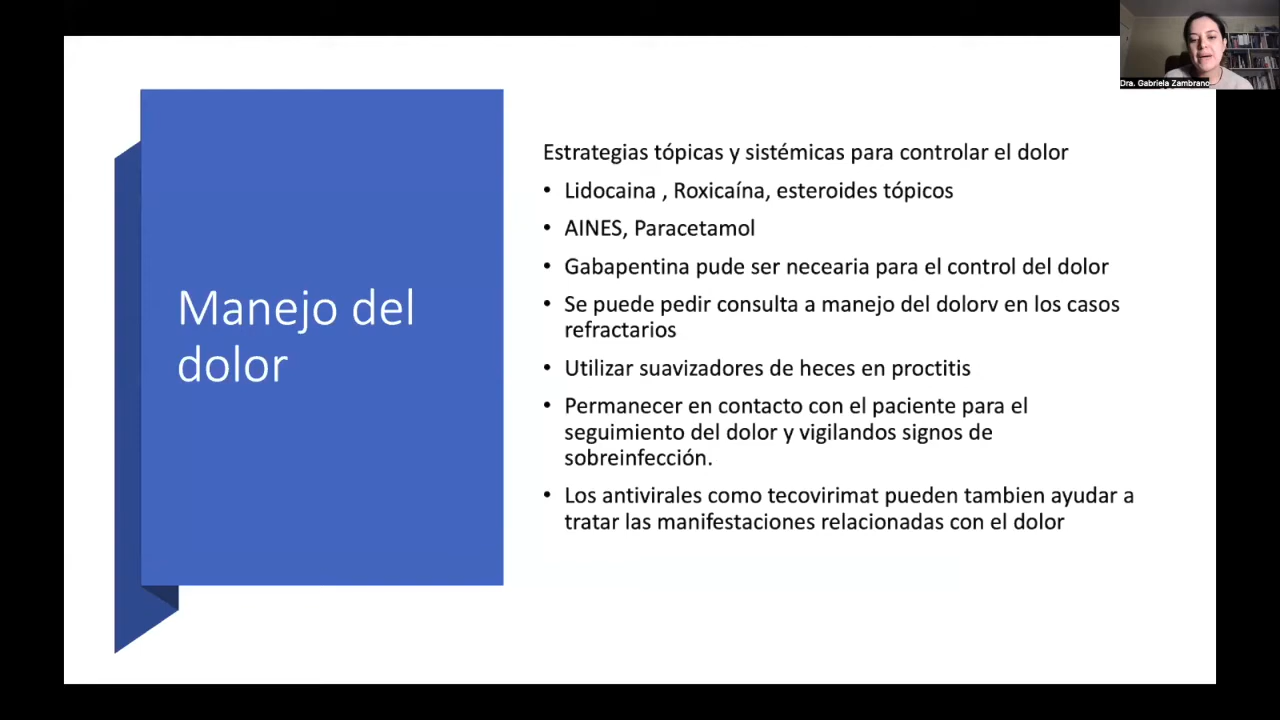 Dra. Gabriela Zambrano
Manejo del
dolor
Estrategias tópicas y sistémicas para controlar el dolor
• Lidocaina , Roxicaína, esteroides tópicos
• AINES, Paracetamol
• Gabapentina pude ser necearia para el control del dolor
• Se puede pedir consulta a manejo del dolorv en los casos
refractarios
• Utilizar suavizadores de heces en proctitis
• Permanecer en contacto con el paciente para el
seguimiento del dolor y vigilandos signos de
sobreinfección.
• Los antivirales como tecovirimat pueden tambien ayudar a
tratar las manifestaciones relacionadas con el dolor